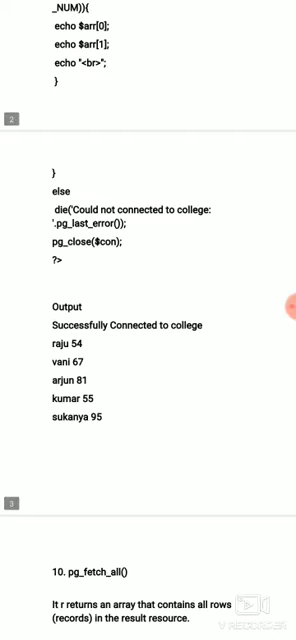 _NUM)){
echo $arr[0];
echo $arr[1];
echo "<br>";
}
2
}
else
die('Could not connected to college:
'.pg_last_error());
pg_close($con);
?>
Output
Successfully Connected to college
raju 54
vani 67
arjun 81
kumar 55
sukanya 95
3
10. pg_fetch_all()
It r returns an array that contains all rows
(records) in the result resource.
V RECORDER